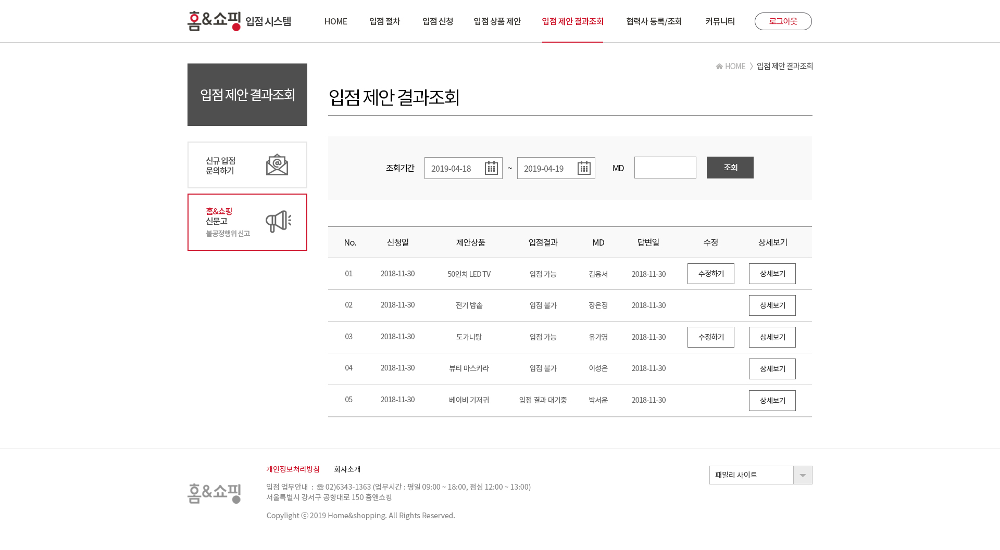 홈&쇼핑 입점 시스템 HOME 입점 절차 입점 신청 입점 상품 제안 입점 제안 결과조회 협력사 등록/조회 커뮤니티 로그아웃
HOME 〉 입점 제안 결과조회
입점 제안 결과조회
신규 입점
문의하기
홈&쇼핑
신문고
불공정행위 신고
입점 제안 결과조회
조회기간 2019-04-18 ~ 2019-04-19 MD 조회
No. 신청일 제안상품 입점결과 MD 답변일 수정 상세보기
01 2018-11-30 50인치 LED TV 입점 가능 김응서 2018-11-30 수정하기 상세보기
02 2018-11-30 전기 밥솥 입점 불가 장은정 2018-11-30 상세보기
03 2018-11-30 도가니탕 입점 가능 유가영 2018-11-30 수정하기 상세보기
04 2018-11-30 뷰티 마스카라 입점 불가 이성은 2018-11-30 상세보기
05 2018-11-30 베이비 기저귀 입점 결과 대기중 박서윤 2018-11-30 상세보기
홈&쇼핑
개인정보처리방침 회사소개
입점 업무안내 : ☏ 02)6343-1363 (업무시간 : 평일 09:00 ~ 18:00, 점심 12:00 ~ 13:00)
서울특별시 강서구 공항대로 150 홈앤쇼핑
Copylight ⓒ 2019 Home&shopping. All Rights Reserved.
패밀리 사이트